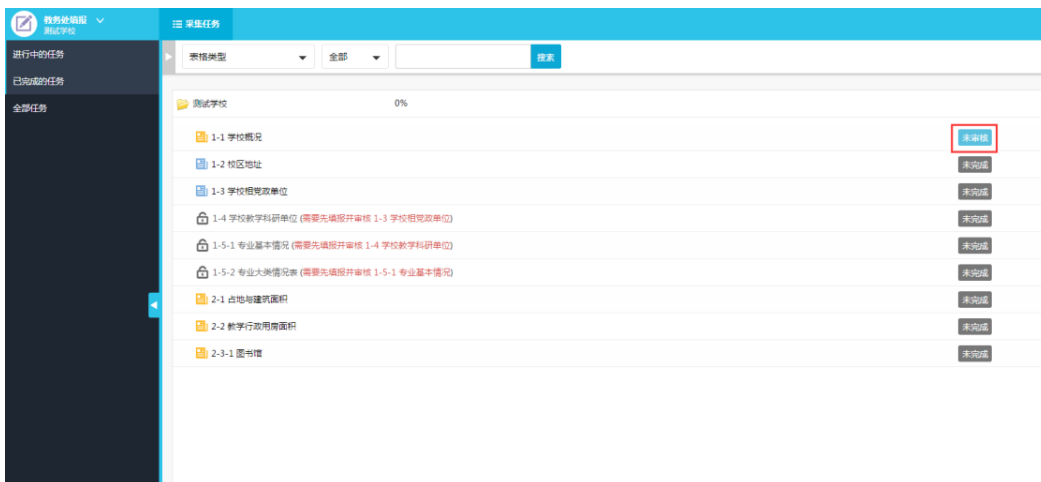 教务处填报
测试学校
采集任务
进行中的任务
已完成的任务
全部任务
表格类型 全部 搜索
测试学校 0%
1-1 学校概况 未审核
1-2 校区地址 未完成
1-3 学校相关党政单位 未完成
1-4 学校教学科研单位 (需要先填报并审核 1-3 学校相关党政单位) 未完成
1-5-1 专业基本情况 (需要先填报并审核 1-4 学校教学科研单位) 未完成
1-5-2 专业大类情况表 (需要先填报并审核 1-5-1 专业基本情况) 未完成
2-1 占地与建筑面积 未完成
2-2 教学行政用房面积 未完成
2-3-1 图书馆 未完成